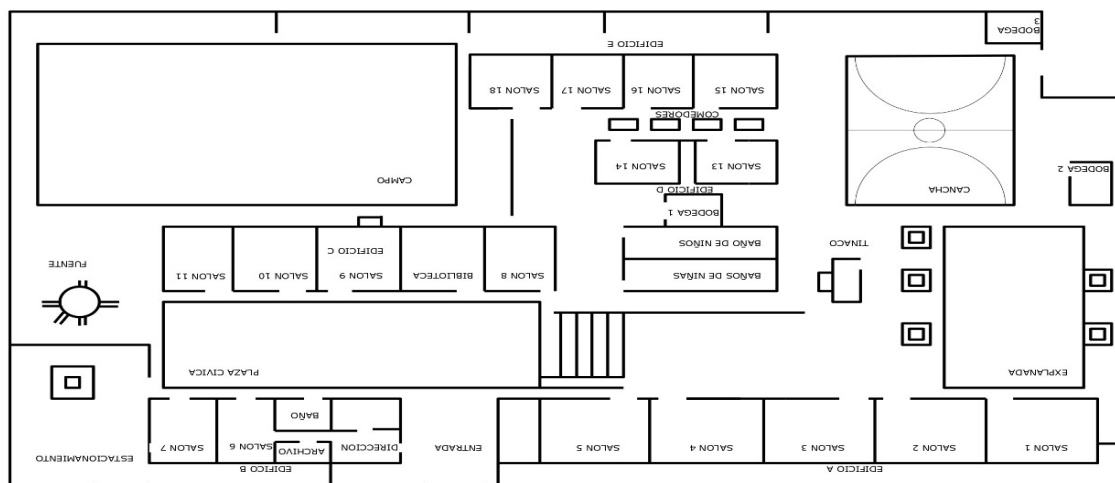 EDIFICIO A
EDIFICO B
SALON 1
SALON 2
SALON 3
SALON 4
SALON 5
ENTRADA
DIRECCION
ARCHIVO
SALON 6
SALON 7
ESTACIONAMIENTO
BAÑO
EXPLANADA
PLAZA CIVICA
BAÑOS DE NIÑAS
SALON 8
BIBLIOTECA
SALON 9
SALON 10
SALON 11
FUENTE
TINACO
BAÑO DE NIÑOS
EDIFICIO C
BODEGA 1
CANCHA
EDIFICIO D
CAMPO
BODEGA 2
SALON 13
SALON 14
COMEDORES
SALON 15
SALON 16
SALON 17
SALON 18
EDIFICIO E
BODEGA
3